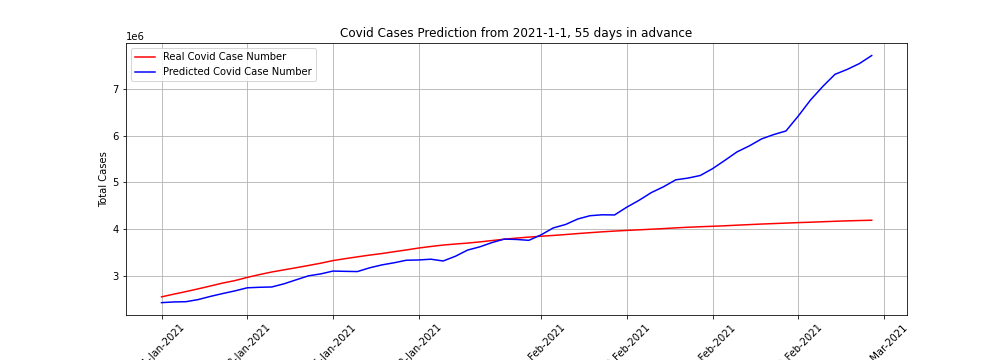 Covid Cases Prediction from 2021-1-1, 55 days in advance
1e6
Real Covid Case Number
Predicted Covid Case Number
7
6
5
4
3
Total Cases
-Jan-2021
-Jan-2021
-Jan-2021
-Jan-2021
Feb-2021
Feb-2021
Feb-2021
Feb-2021
Mar-2021